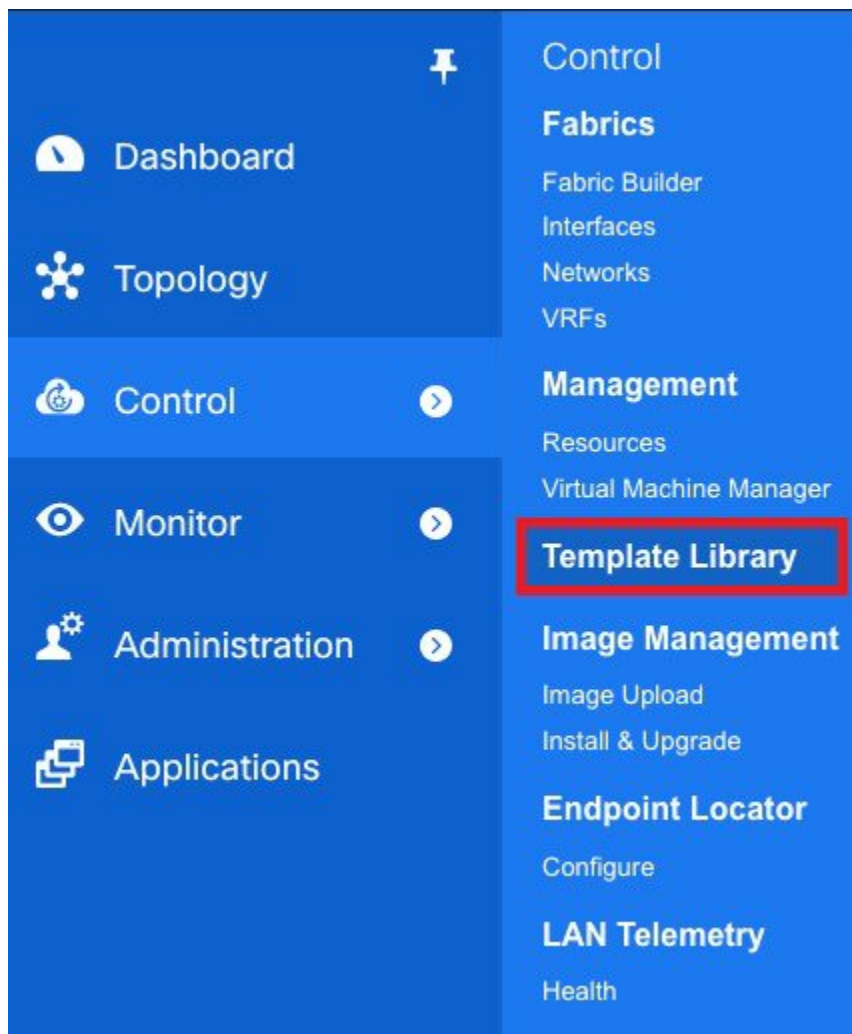 Dashboard
Topology
Control
Monitor
Administration
Applications
Control
Fabrics
Fabric Builder
Interfaces
Networks
VRFs
Management
Resources
Virtual Machine Manager
Template Library
Image Management
Image Upload
Install & Upgrade
Endpoint Locator
Configure
LAN Telemetry
Health